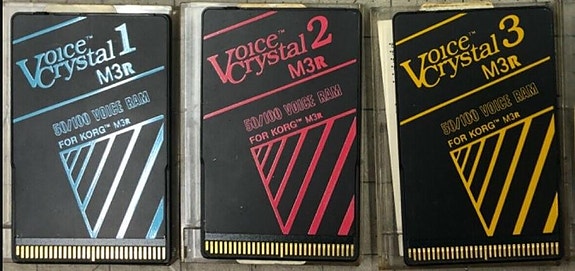 Voice™
Crystal 1
M3R
50/100 VOICE RAM
FOR KORG™ M3R
Voice™
Crystal 2
M3R
50/100 VOICE RAM
FOR KORG™ M3R
Voice™
Crystal 3
M3R
50/100 VOICE RAM
FOR KORG™ M3R